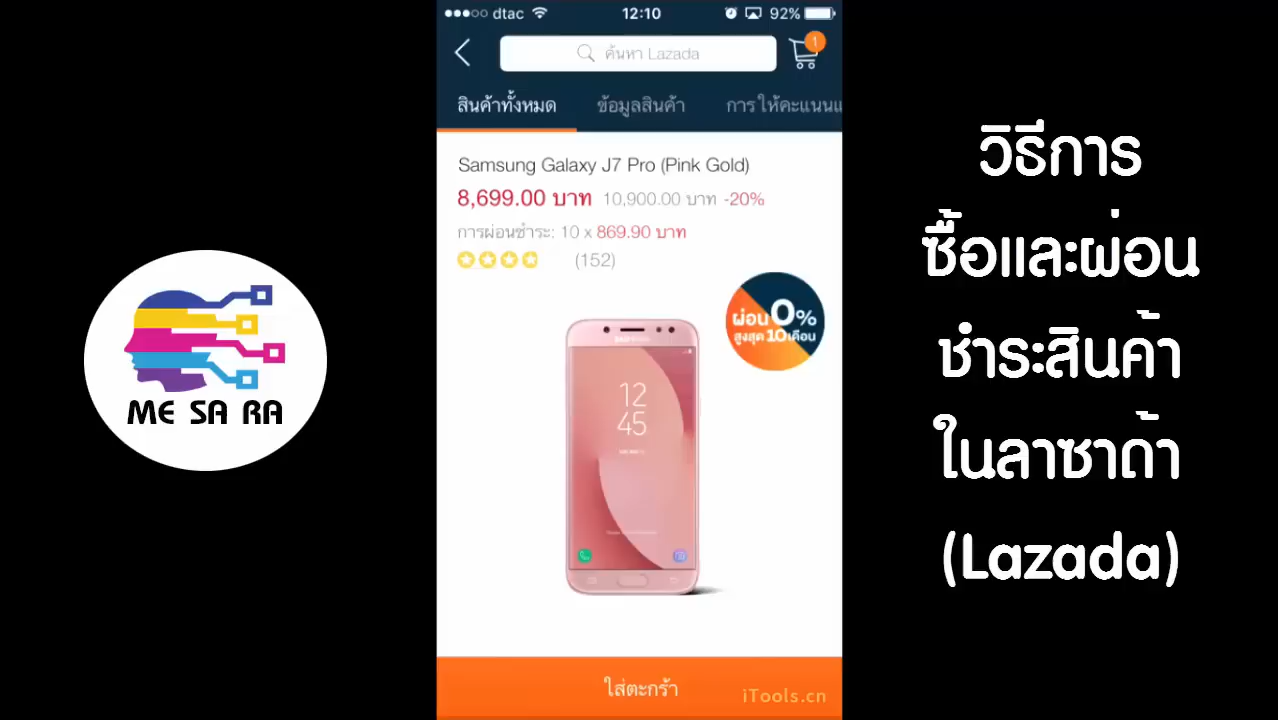 dtac
12:10
92%
ค้นหา Lazada
1
สินค้าทั้งหมด
ข้อมูลสินค้า
การให้คะแนนแ
Samsung Galaxy J7 Pro (Pink Gold)
8,699.00 บาท 10,900.00 บาท -20%
การผ่อนชำระ: 10 x 869.90 บาท
(152)
ผ่อน 0%
สูงสุด 10 เดือน
SAMSUNG
12
45
ใส่ตะกร้า
iTools.cn
ME SA RA
วิธีการ
ซื้อและผ่อน
ชำระสินค้า
ในลาซาด้า
(Lazada)